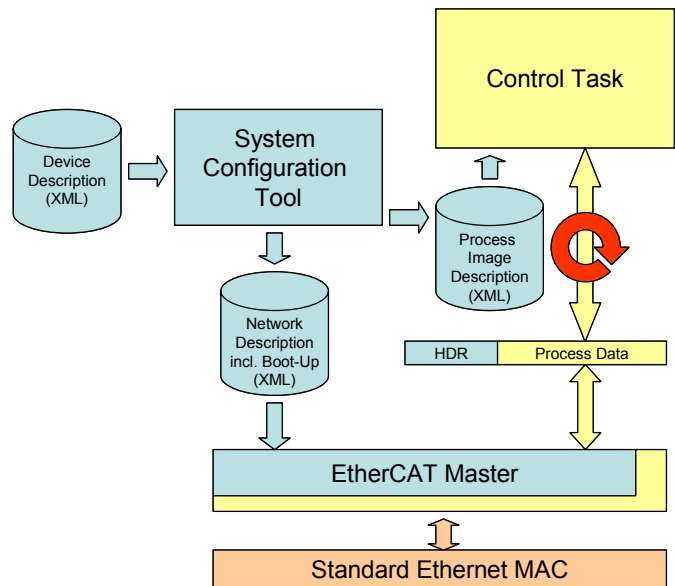 Control Task
System
Configuration
Tool
Device
Description
(XML)
Process
Image
Description
(XML)
Network
Description
incl. Boot-Up
(XML)
HDR
Process Data
EtherCAT Master
Standard Ethernet MAC